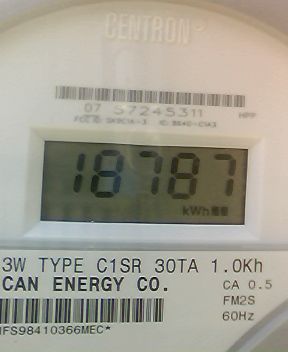 CENTRON®
07 57245311 HPP
18787
kWh
3W TYPE C1SR 30TA 1.0Kh
CAN ENERGY CO. CA 0.5
FM2S
60Hz
IFS98410366MEC*